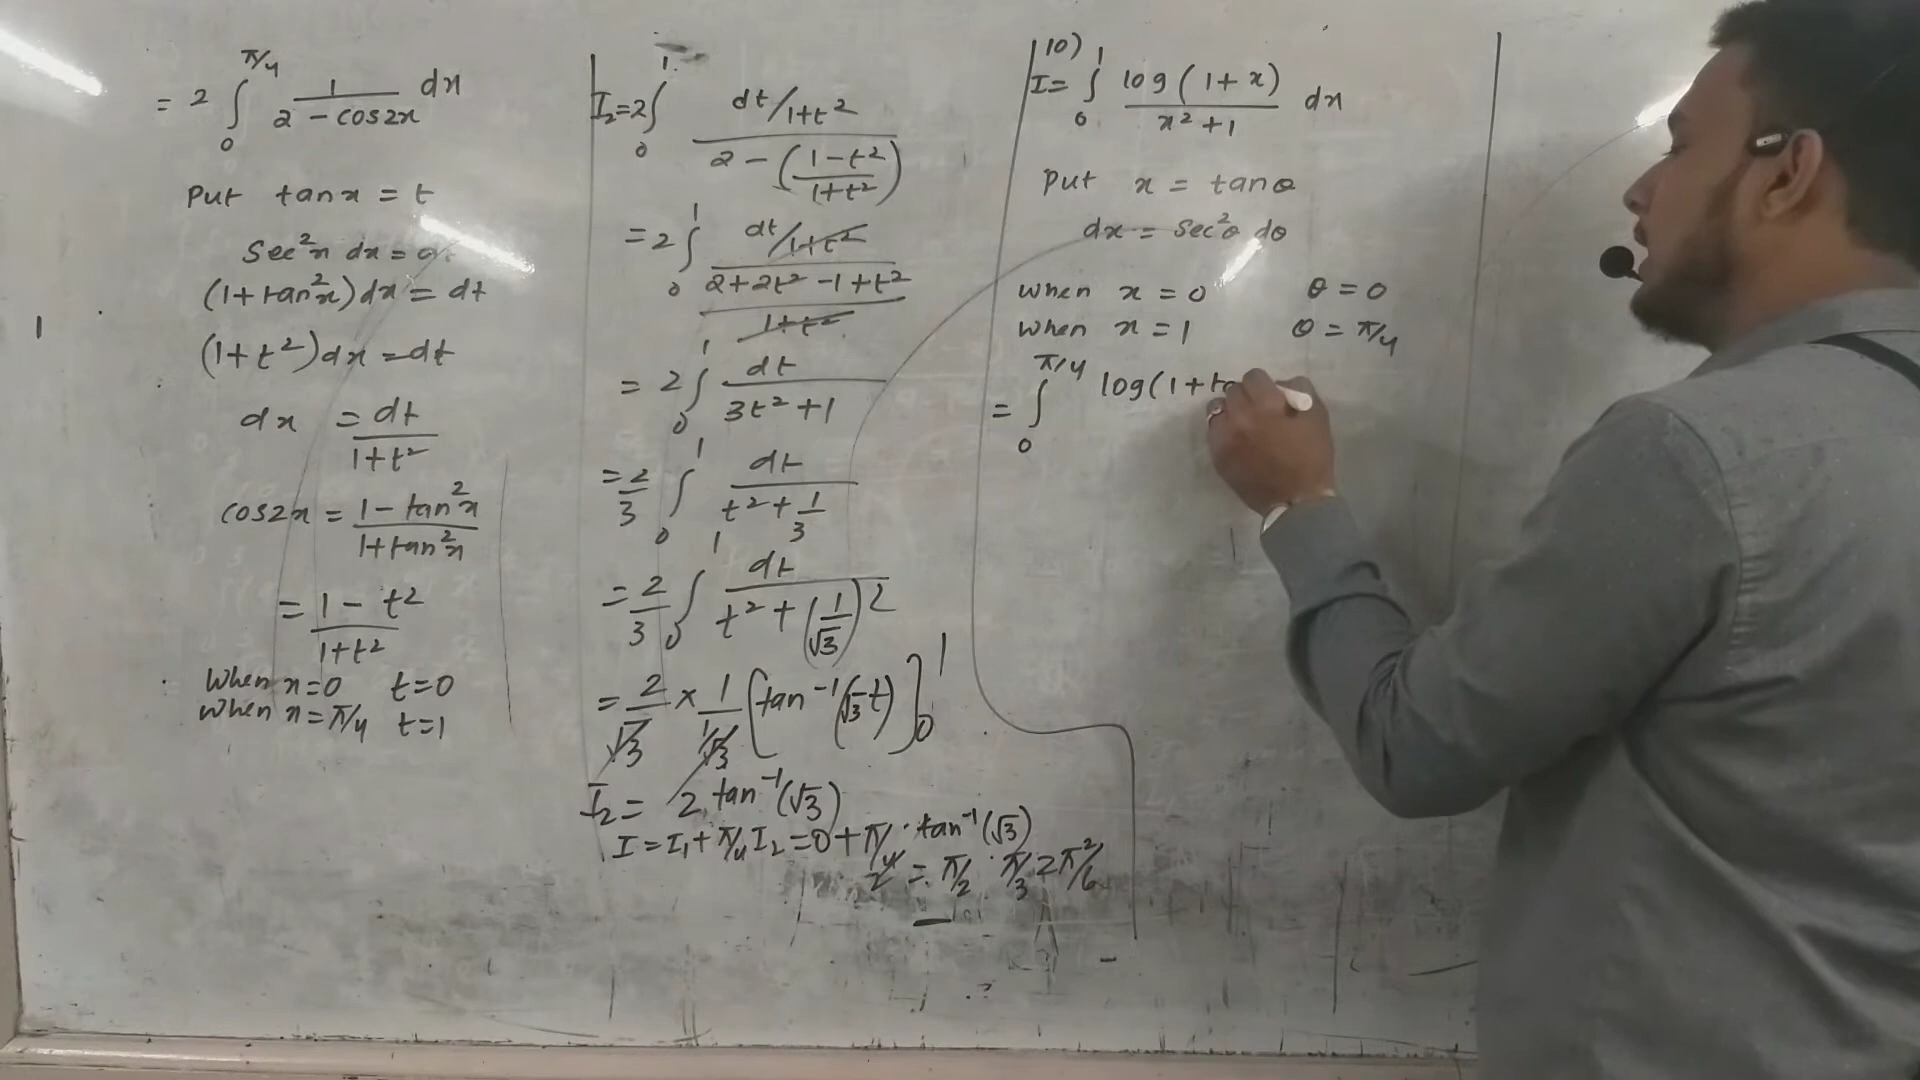 = 2 ∫₀^{π/4} 1/(2 - cos2x) dx
Put tanx = t
Sec²x dx =
(1+tan²x)dx = dt
(1+t²)dx = dt
dx = dt/(1+t²)
cos2x = (1 - tan²x)/(1+tan²x)
= (1 - t²)/(1+t²)
When x=0 t=0
When x=π/4 t=1
I₂=2∫₀¹ (dt/1+t²)/(2 - ((1-t²)/(1+t²)))
=2∫₀¹ (dt/1+t²)/((2+2t²-1+t²)/(1+t²))
= 2∫₀¹ dt/(3t²+1)
= 2/3 ∫₀¹ dt/(t² + 1/3)
= 2/3 ∫₀¹ dt/(t² + (1/√3)²)
= 2/√3 × 1/(1/√3) [tan⁻¹(√3 t)]₀¹
I₂ = 2 tan⁻¹(√3)
I = I₁ + π/4 I₂ = 0 + π/4 · tan⁻¹(√3)
2 = π/2 · π/3 2π²/6
10)
I = ∫₀¹ log(1+x)/(x²+1) dx
Put x = tanθ
dx = Sec²θ dθ
when x = 0 θ = 0
when x = 1 θ = π/4
= ∫₀^{π/4} log(1+ta